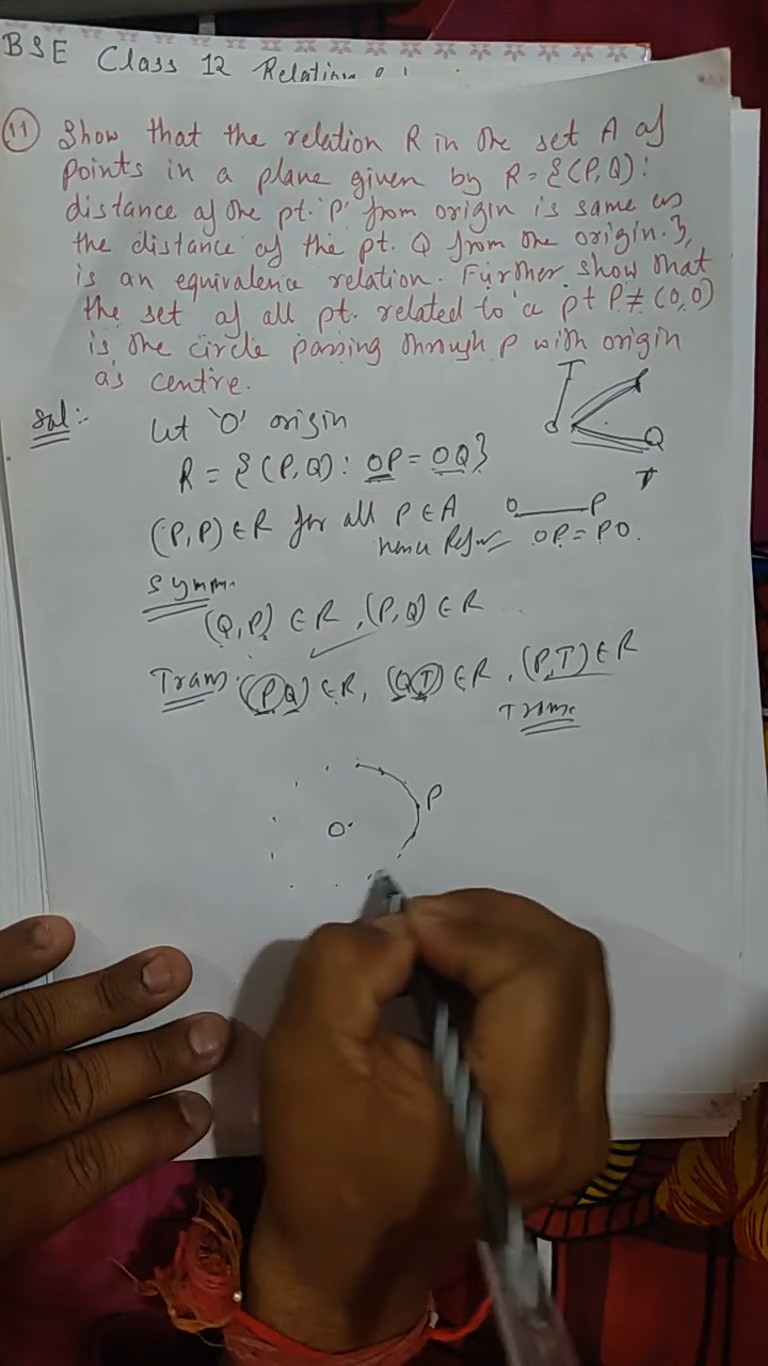 BSE Class 12 Relation
(11) Show that the relation R in the set A of
points in a plane given by R = {(P, Q) :
distance of the pt. 'P' from origin is same as
the distance of the pt. Q from the origin.},
is an equivalence relation. Further show that
the set of all pt. related to a pt P ≠ (0,0)
is the circle passing through P with origin
as centre.
Sol:- Let 'O' origin
R = {(P, Q) : OP = OQ}
O Q T
(P, P) ∈ R for all P ∈ A
O P
hence Refx OP = PO.
Symm.
(Q, P) ∈ R , (P, Q) ∈ R
Trans. (P Q) ∈ R, (Q T) ∈ R , (P, T) ∈ R
Trans
O P